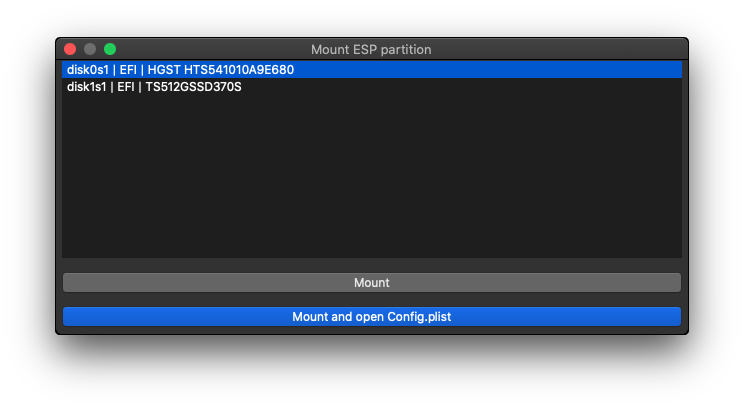 Mount ESP partition
disk0s1 | EFI | HGST HTS541010A9E680
disk1s1 | EFI | TS512GSSD370S
Mount
Mount and open Config.plist